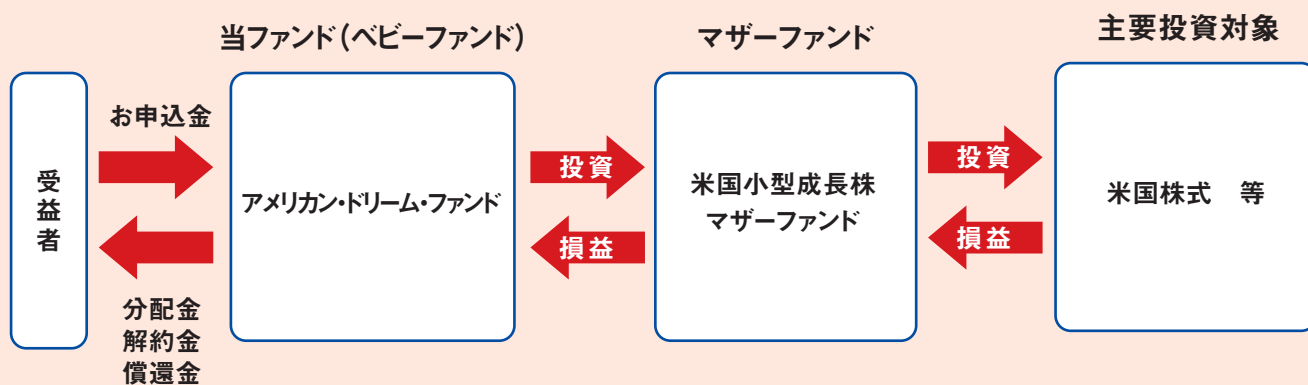 当ファンド(ベビーファンド)
マザーファンド
主要投資対象
受益者
お申込金
分配金
解約金
償還金
アメリカン・ドリーム・ファンド
投資
損益
米国小型成長株
マザーファンド
投資
損益
米国株式　等